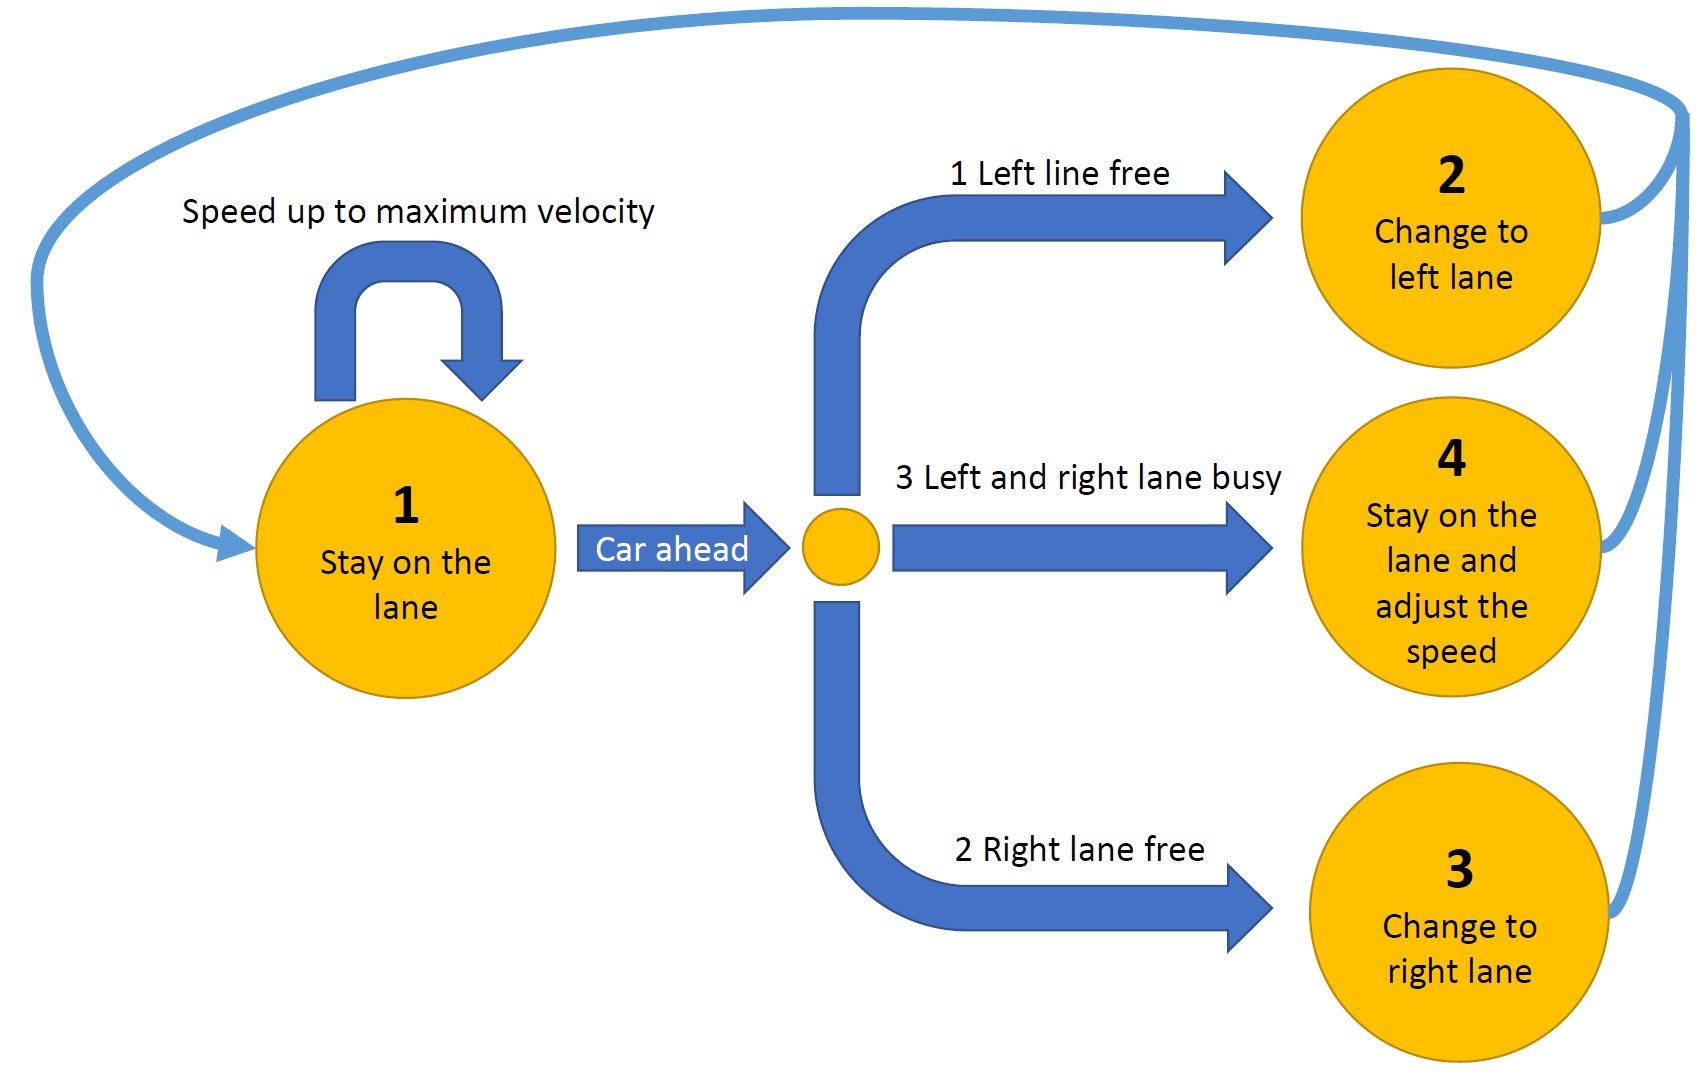 Speed up to maximum velocity
1
Stay on the
lane
Car ahead
1 Left line free
2
Change to
left lane
3 Left and right lane busy
4
Stay on the
lane and
adjust the
speed
2 Right lane free
3
Change to
right lane